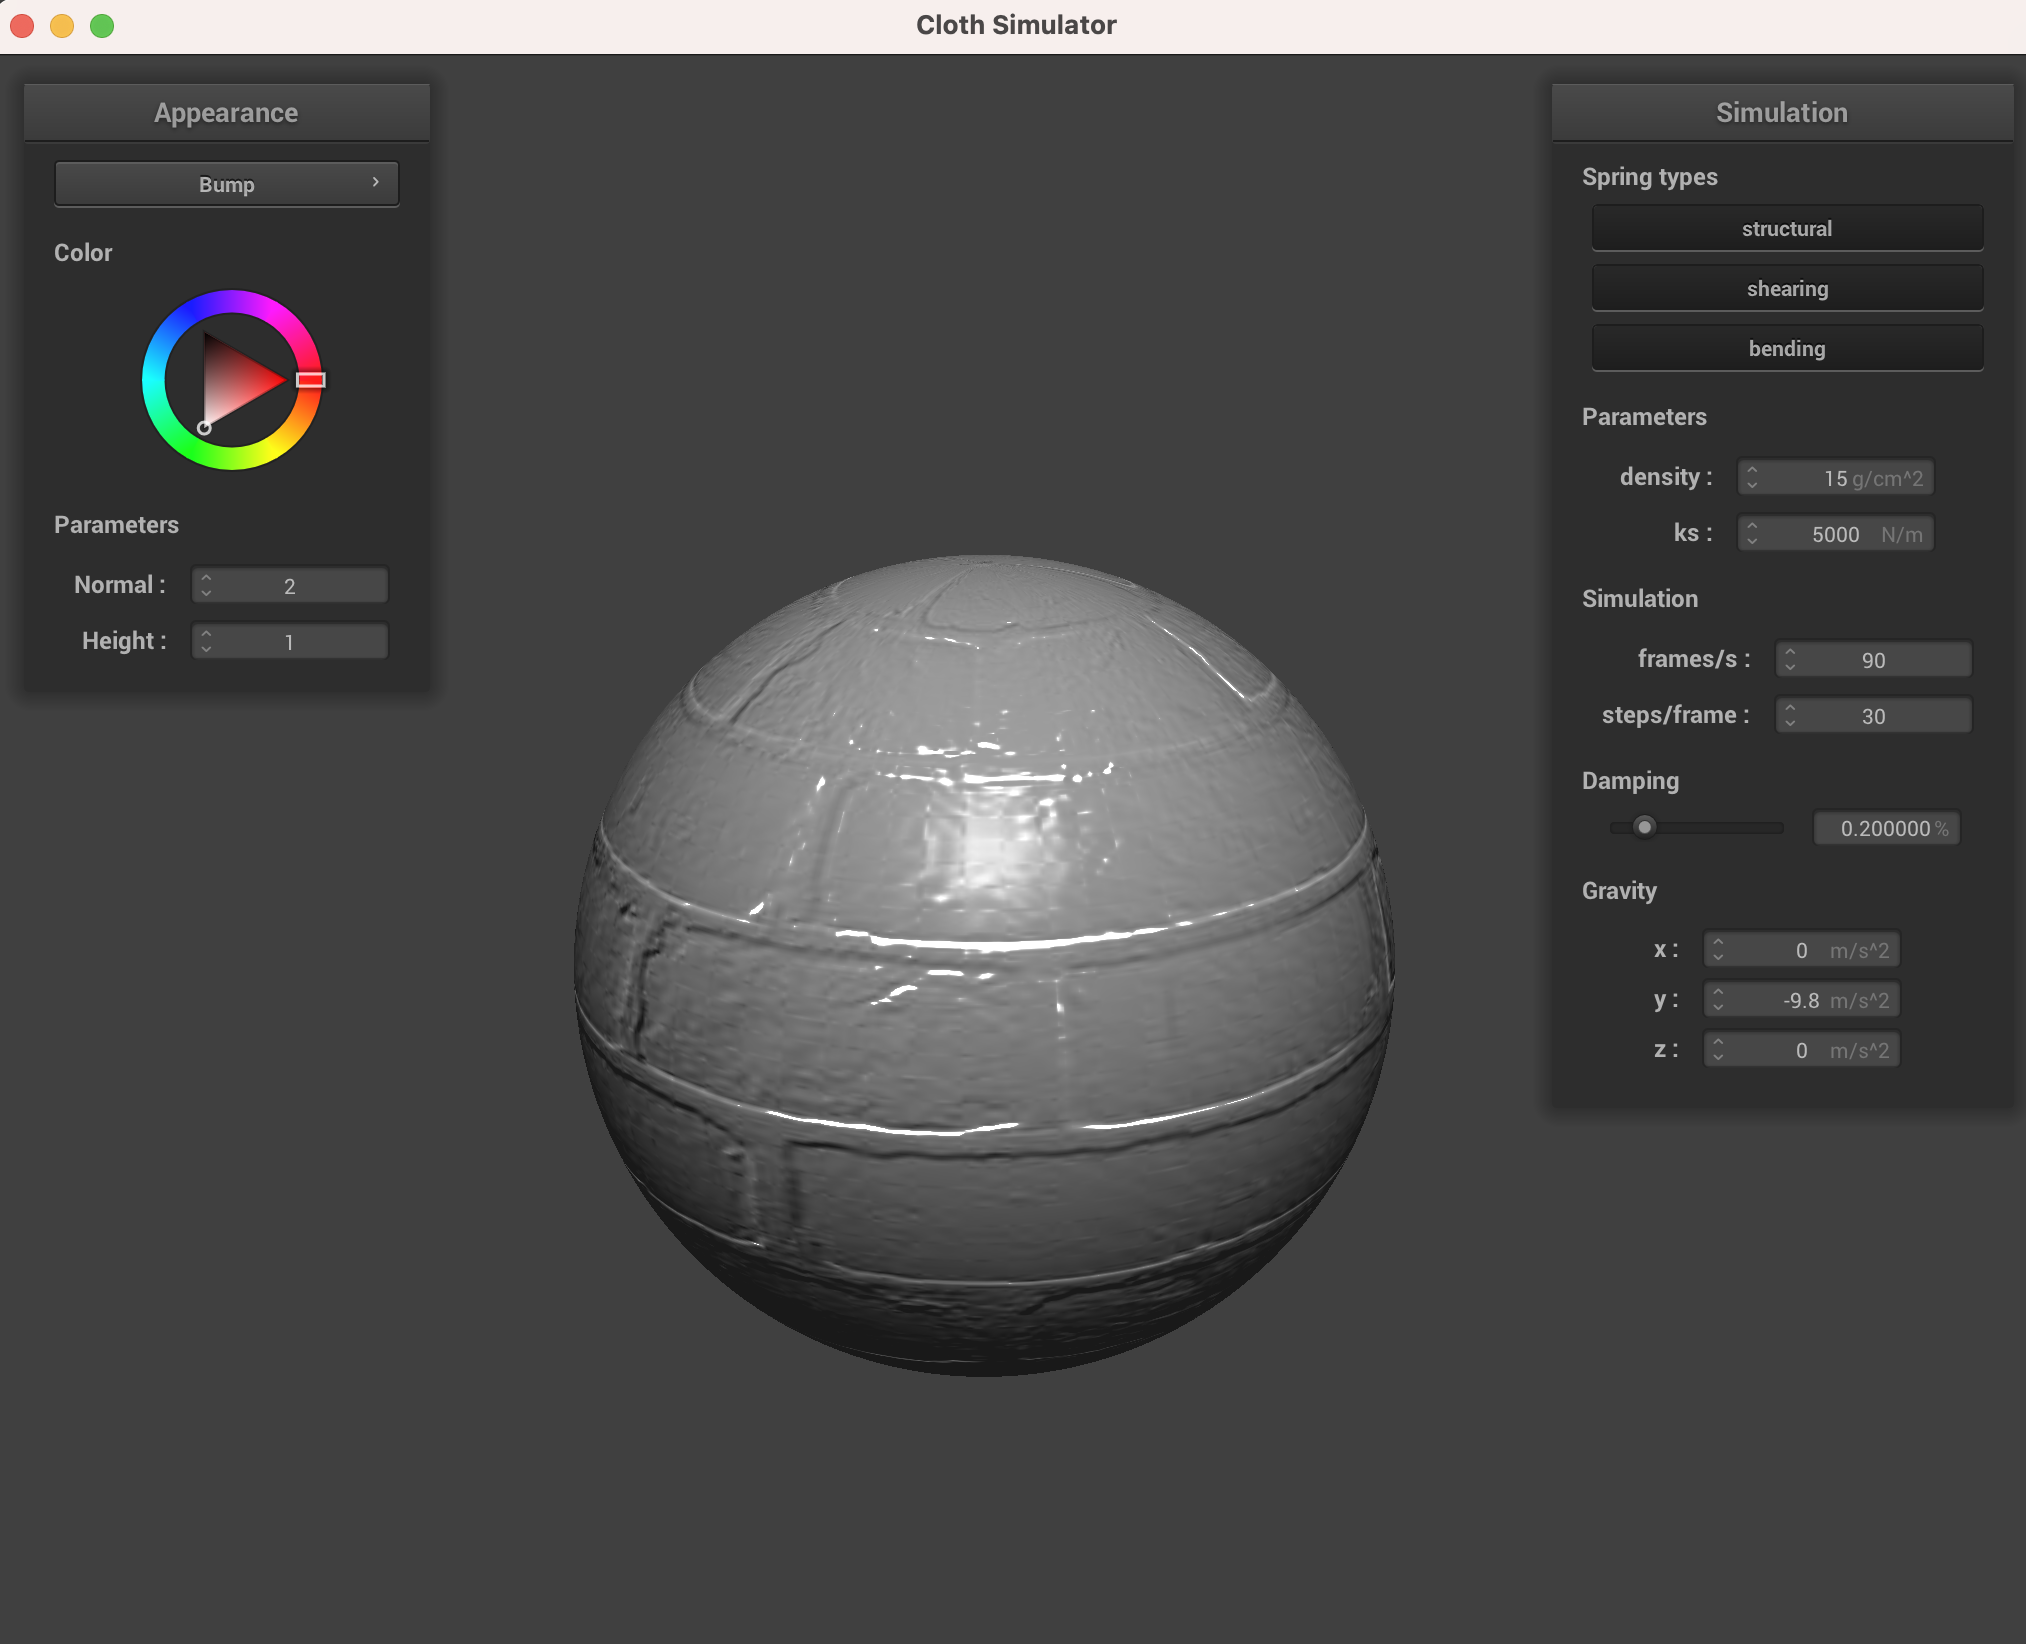 Cloth Simulator
Appearance
Bump
Color
Parameters
Normal : 2
Height : 1
Simulation
Spring types
structural
shearing
bending
Parameters
density : 15 g/cm^2
ks : 5000 N/m
Simulation
frames/s : 90
steps/frame : 30
Damping
0.200000 %
Gravity
x : 0 m/s^2
y : -9.8 m/s^2
z : 0 m/s^2